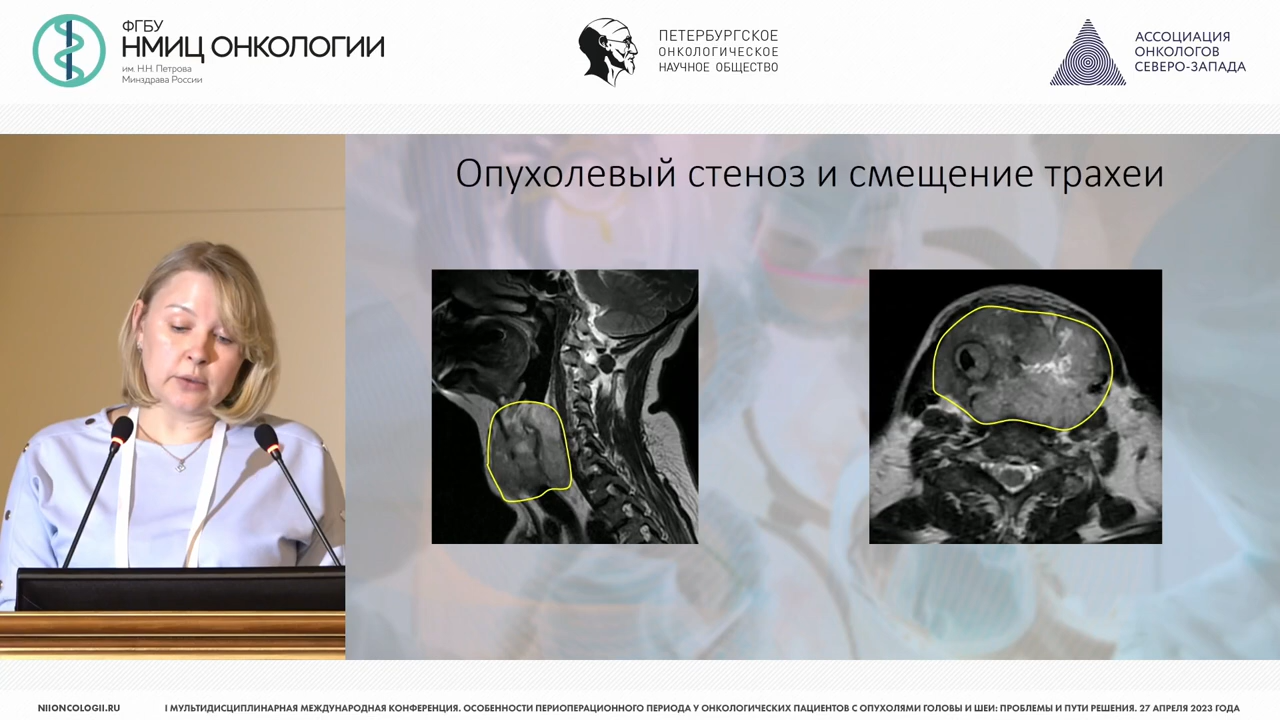 ФГБУ
НМИЦ ОНКОЛОГИИ
им. Н.Н. Петрова
Минздрава России
ПЕТЕРБУРГСКОЕ
ОНКОЛОГИЧЕСКОЕ
НАУЧНОЕ ОБЩЕСТВО
АССОЦИАЦИЯ
ОНКОЛОГОВ
СЕВЕРО-ЗАПАДА
Опухолевый стеноз и смещение трахеи
NIIONCOLOGII.RU
I МУЛЬТИДИСЦИПЛИНАРНАЯ МЕЖДУНАРОДНАЯ КОНФЕРЕНЦИЯ. ОСОБЕННОСТИ ПЕРИОПЕРАЦИОННОГО ПЕРИОДА У ОНКОЛОГИЧЕСКИХ ПАЦИЕНТОВ С ОПУХОЛЯМИ ГОЛОВЫ И ШЕИ: ПРОБЛЕМЫ И ПУТИ РЕШЕНИЯ. 27 АПРЕЛЯ 2023 ГОДА